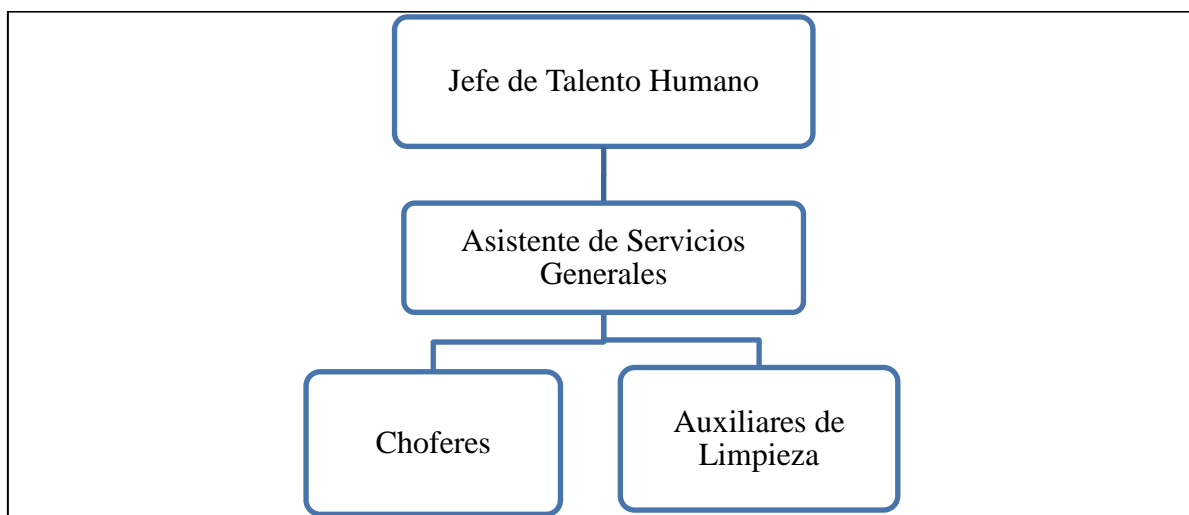 Jefe de Talento Humano
Asistente de Servicios
Generales
Choferes
Auxiliares de
Limpieza